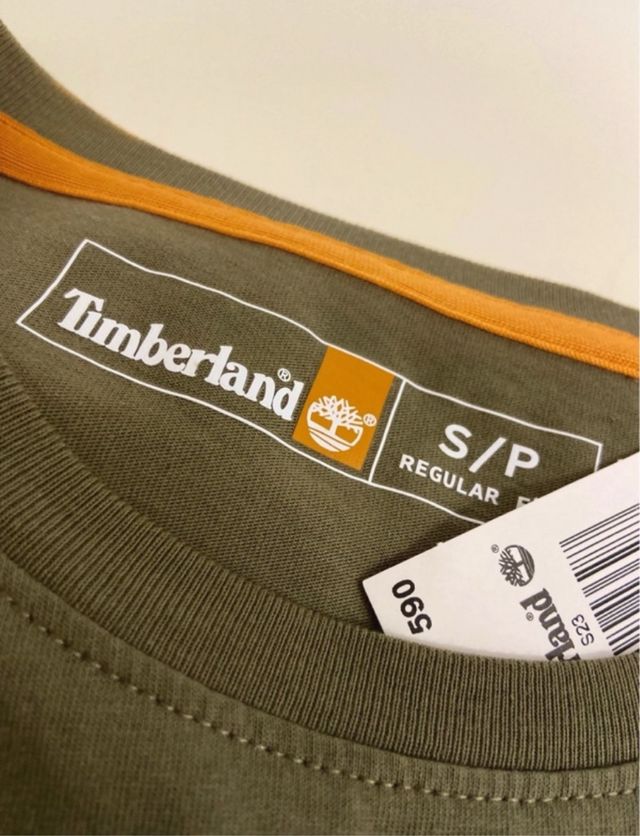 Timberland®
®
S/P
REGULAR
590
®
®
S23